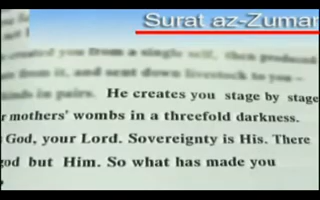 Surat az-Zumar
created you from a single self, then produced
from it, and sent down livestock to you –
in pairs. He creates you stage by stage
r mothers' wombs in a threefold darkness.
God, your Lord. Sovereignty is His. There
god but Him. So what has made you